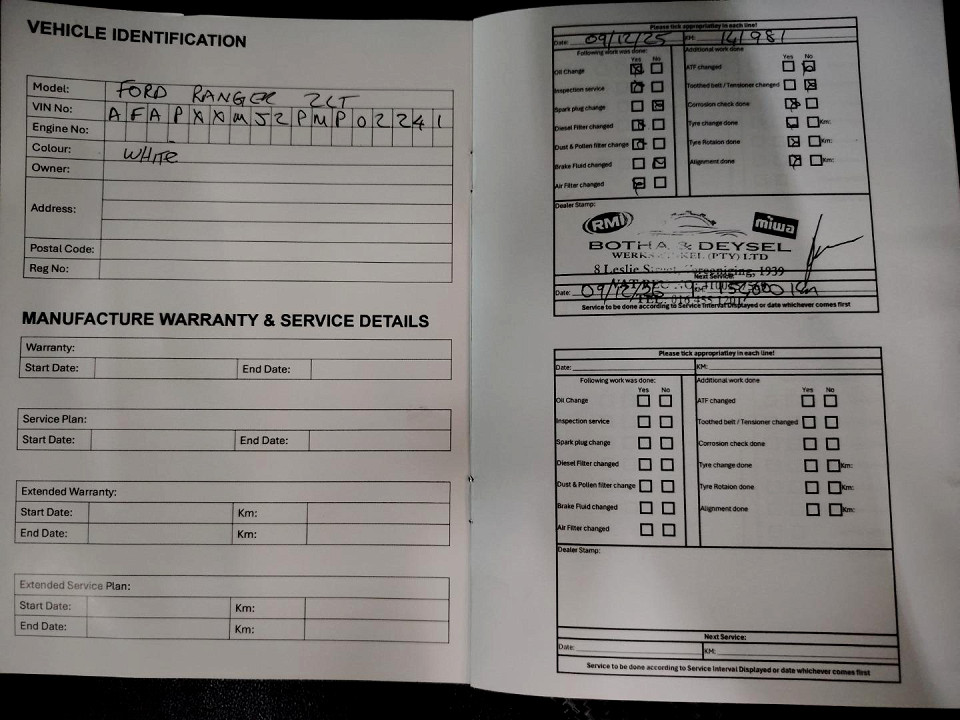 VEHICLE IDENTIFICATION
Model: FORD RANGER 2LT
VIN No: AFAPXXMJ2PMP02241
Engine No:
Colour: WHITE
Owner:
Address:
Postal Code:
Reg No:
MANUFACTURE WARRANTY & SERVICE DETAILS
Warranty:
Start Date: End Date:
Service Plan:
Start Date: End Date:
Extended Warranty:
Start Date: Km:
End Date: Km:
Extended Service Plan:
Start Date: Km:
End Date: Km:
Please tick appropriatley in each line!
Date: 09/12/25 KM: 141981
Following work was done: Additional work done
Yes No Yes No
Oil Change ATF changed
Inspection service Toothed belt / Tensioner changed
Spark plug change Corrosion check done
Diesel Filter changed Tyre change done Km:
Dust & Pollen filter change Tyre Rotaion done Km:
Brake Fluid changed Alignment done Km:
Air Filter changed
Dealer Stamp:
RMI miwa
BOTHA & DEYSEL
(PTY) LTD
8 Leslie Vereeniging, 1939
Next Service:
Date: 09/12/26
Service to be done according to Service Interval Displayed or date whichever comes first
Please tick appropriatley in each line!
Date: KM:
Following work was done: Additional work done
Yes No Yes No
Oil Change ATF changed
Inspection service Toothed belt / Tensioner changed
Spark plug change Corrosion check done
Diesel Filter changed Tyre change done Km:
Dust & Pollen filter change Tyre Rotaion done Km:
Brake Fluid changed Alignment done Km:
Air Filter changed
Dealer Stamp:
Next Service:
Date: KM:
Service to be done according to Service Interval Displayed or date whichever comes first